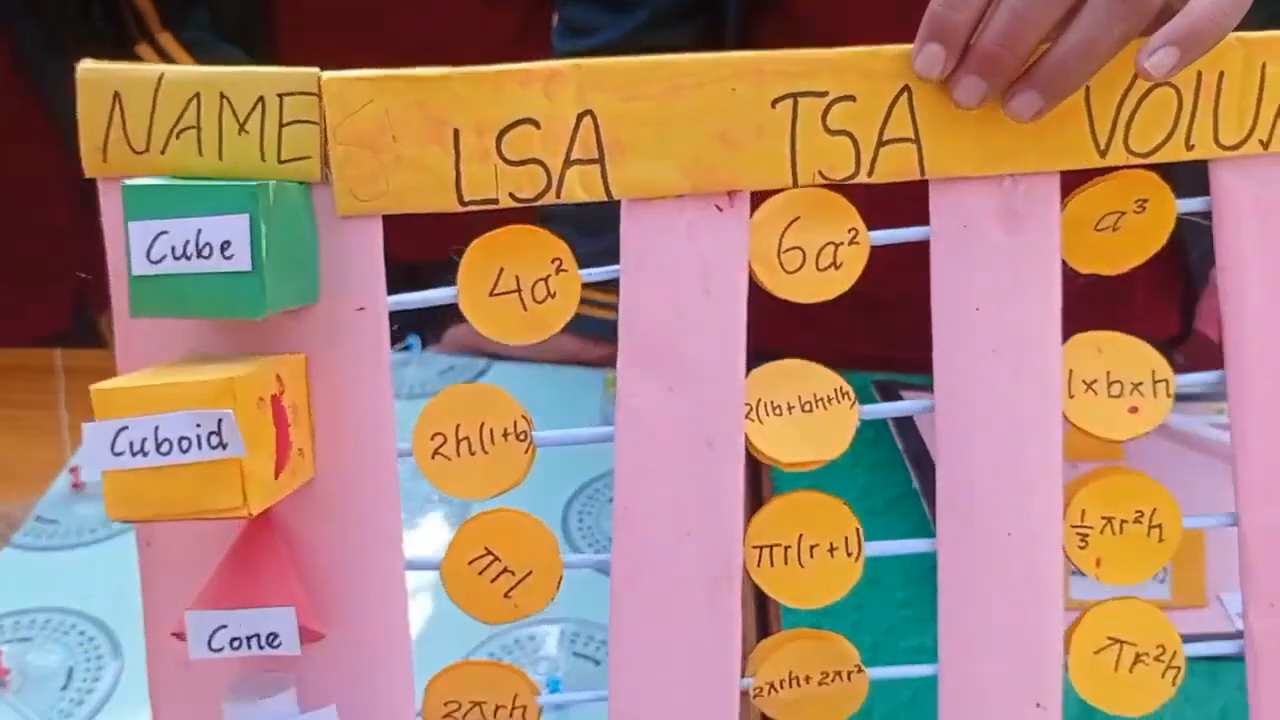 NAME LSA TSA VOlU
Cube 4a² 6a² a³
Cuboid 2h(l+b) 2(lb+bh+lh) l×b×h
Cone πrl πr(r+l) ⅓πr²h
2πrh 2πrh+2πr² πr²h